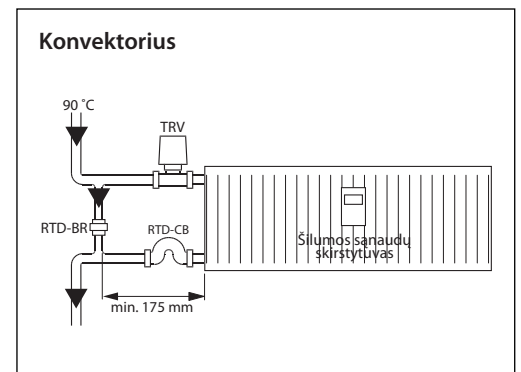 Konvektorius
90 ˚C
TRV
RTD-BR
RTD-CB
Šilumos sąnaudų
skirstytuvas
min. 175 mm